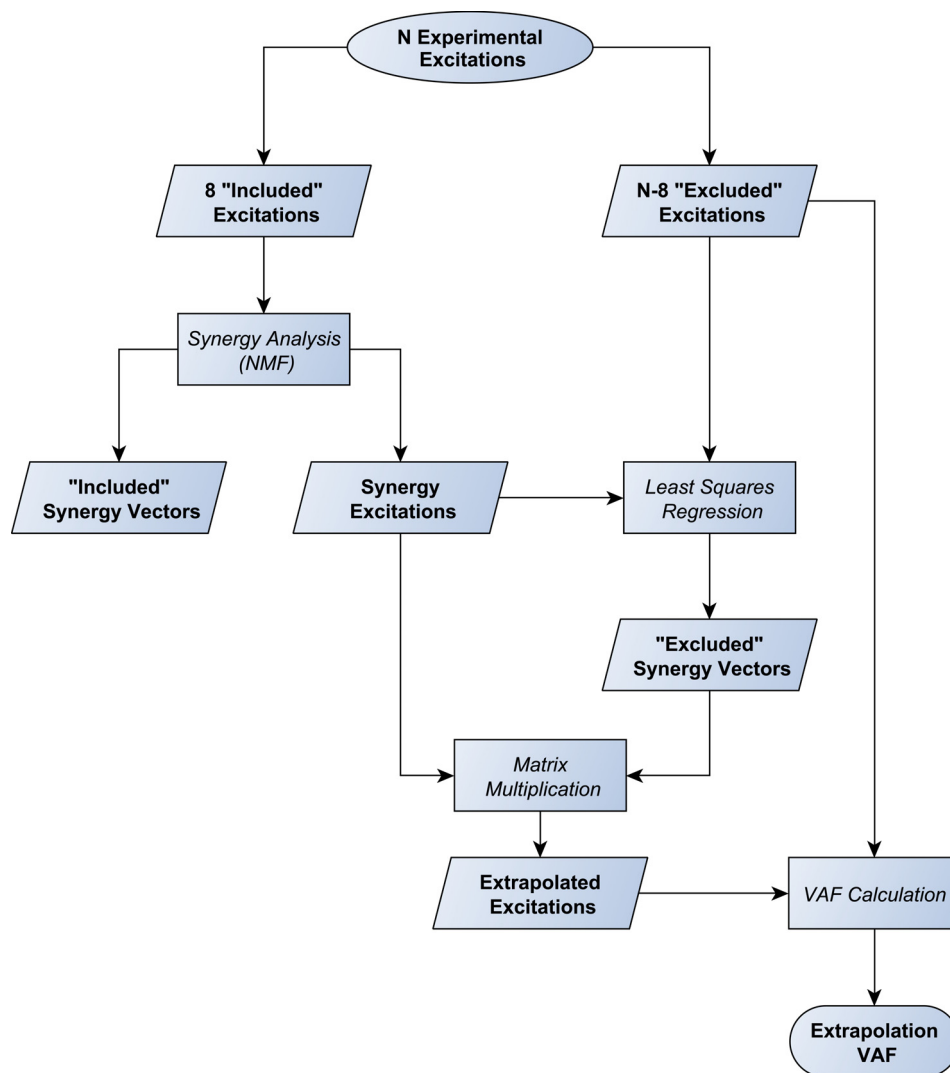 N Experimental
Excitations
8 "Included"
Excitations
N-8 "Excluded"
Excitations
Synergy Analysis
(NMF)
"Included"
Synergy Vectors
Synergy
Excitations
Least Squares
Regression
"Excluded"
Synergy Vectors
Matrix
Multiplication
Extrapolated
Excitations
VAF Calculation
Extrapolation
VAF